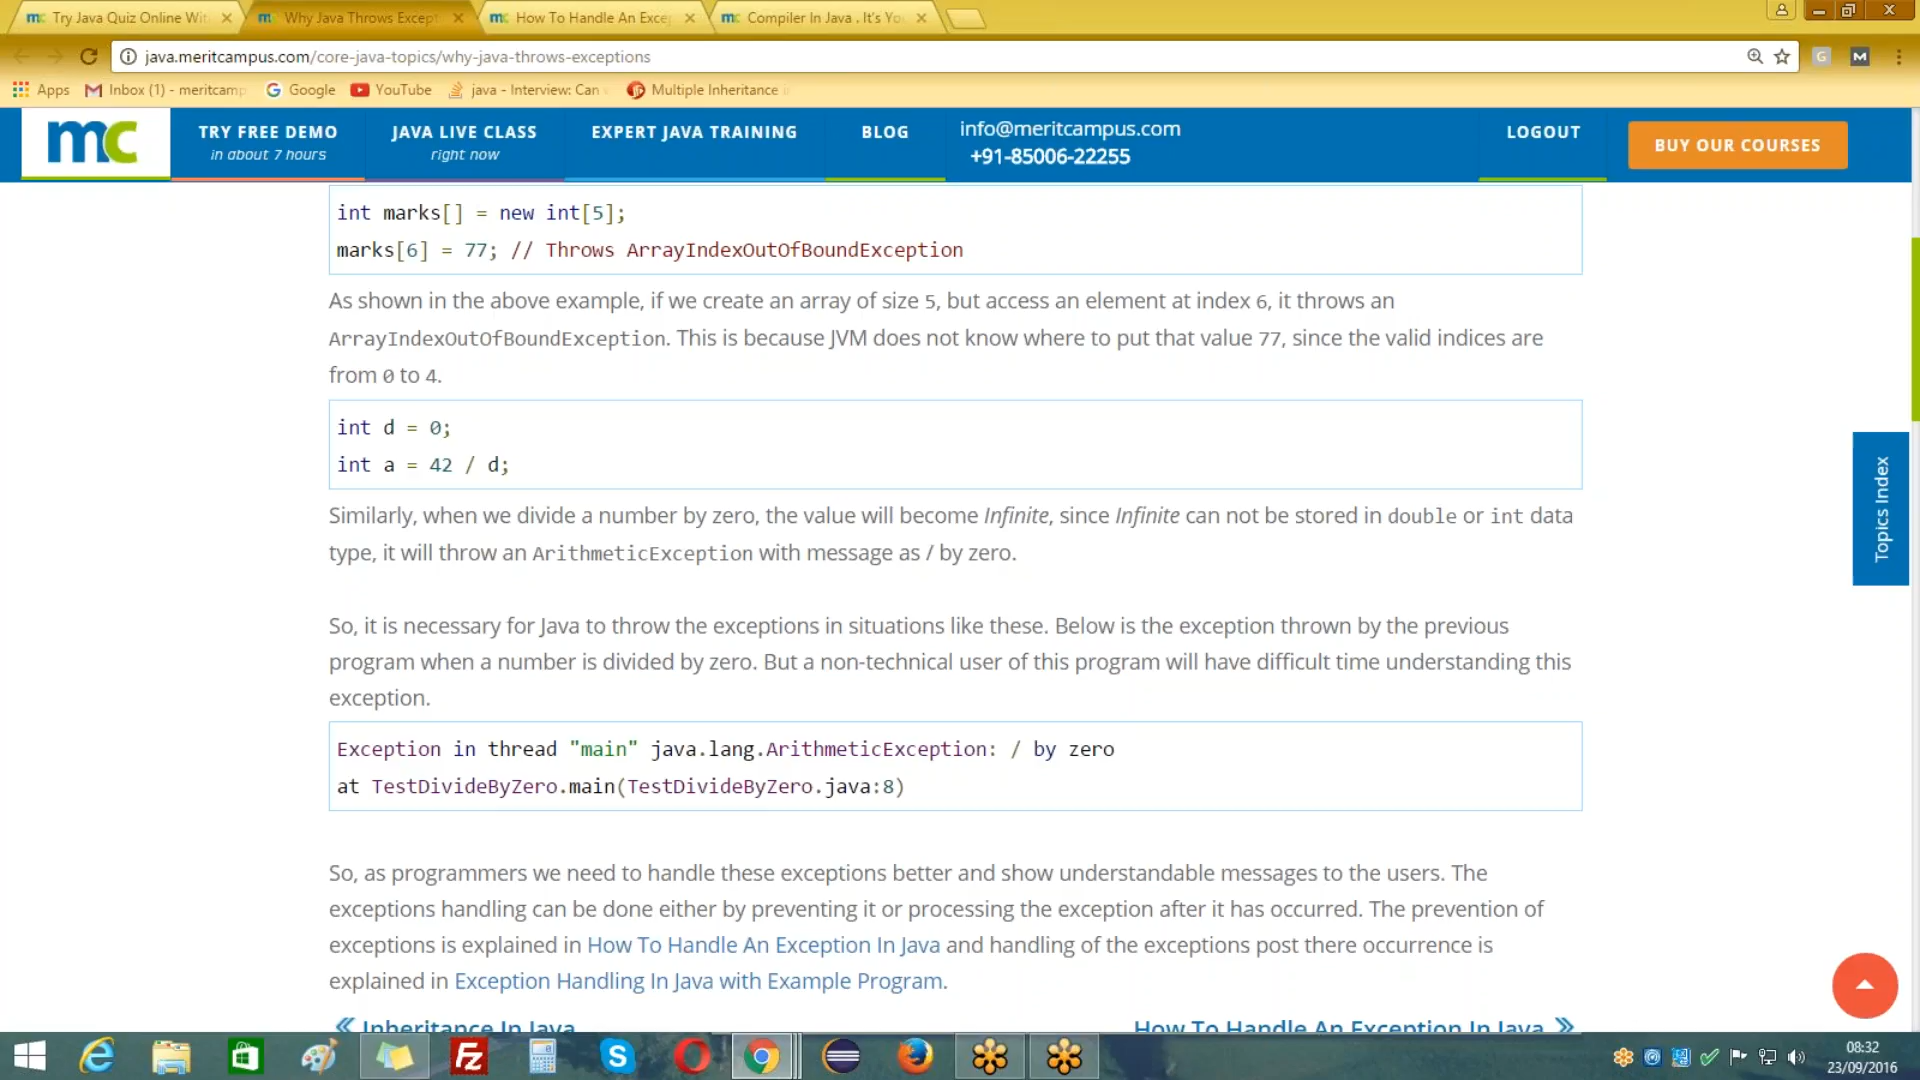 Try Java Quiz Online Wit
Why Java Throws Except
How To Handle An Exce
Compiler In Java , It's Yo
java.meritcampus.com/core-java-topics/why-java-throws-exceptions
G
M
Apps
Inbox (1) - meritcamp
Google
YouTube
java - Interview: Can
Multiple Inheritance i
mc
TRY FREE DEMO
in about 7 hours
JAVA LIVE CLASS
right now
EXPERT JAVA TRAINING
BLOG
info@meritcampus.com
+91-85006-22255
LOGOUT
BUY OUR COURSES
int marks[] = new int[5];
marks[6] = 77; // Throws ArrayIndexOutOfBoundException
As shown in the above example, if we create an array of size 5, but access an element at index 6, it throws an
ArrayIndexOutOfBoundException. This is because JVM does not know where to put that value 77, since the valid indices are
from 0 to 4.
int d = 0;
int a = 42 / d;
Similarly, when we divide a number by zero, the value will become Infinite, since Infinite can not be stored in double or int data
type, it will throw an ArithmeticException with message as / by zero.
So, it is necessary for Java to throw the exceptions in situations like these. Below is the exception thrown by the previous
program when a number is divided by zero. But a non-technical user of this program will have difficult time understanding this
exception.
Exception in thread "main" java.lang.ArithmeticException: / by zero
at TestDivideByZero.main(TestDivideByZero.java:8)
So, as programmers we need to handle these exceptions better and show understandable messages to the users. The
exceptions handling can be done either by preventing it or processing the exception after it has occurred. The prevention of
exceptions is explained in How To Handle An Exception In Java and handling of the exceptions post there occurrence is
explained in Exception Handling In Java with Example Program.
Inheritance In Java
How To Handle An Exception In Java
Topics Index
08:32
23/09/2016